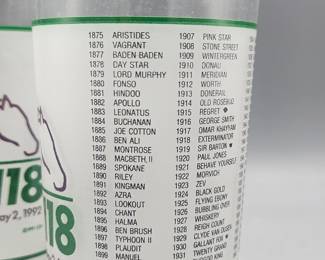 1875 ARISTIDES
1876 VAGRANT
1877 BADEN-BADEN
1878 DAY STAR
1879 LORD MURPHY
1880 FONSO
1881 HINDOO
1882 APOLLO
1883 LEONATUS
1884 BUCHANAN
1885 JOE COTTON
1886 BEN ALI
1887 MONTROSE
1888 MACBETH, II
1889 SPOKANE
1890 RILEY
1891 KINGMAN
1892 AZRA
1893 LOOKOUT
1894 CHANT
1895 HALMA
1896 BEN BRUSH
1897 TYPHOON II
1898 PLAUDIT
1899 MANUEL
1907 PINK STAR
1908 STONE STREET
1909 WINTERGREEN
1910 DONAU
1911 MERIDIAN
1912 WORTH
1913 DONERAIL
1914 OLD ROSEBUD
1915 REGRET
1916 GEORGE SMITH
1917 OMAR KHAYYAM
1918 EXTERMINATOR
1919 SIR BARTON
1920 PAUL JONES
1921 BEHAVE YOURSELF
1922 MORVICH
1923 ZEV
1924 BLACK GOLD
1925 FLYING EBONY
1926 BUBBLING OVER
1927 WHISKERY
1928 REIGH COUNT
1929 CLYDE VAN DUSEN
1930 GALLANT FOX
1931 TWENTY GRAND
118
ay 2, 1992
18